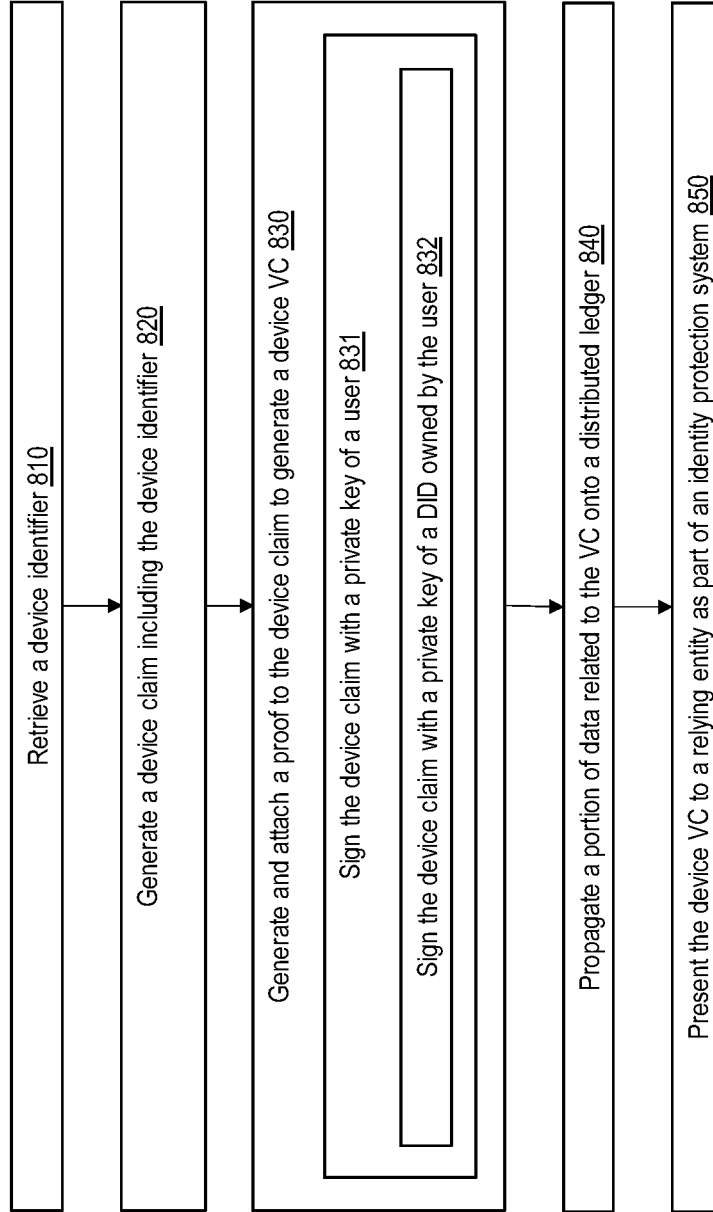 Retrieve a device identifier 810
Generate a device claim including the device identifier 820
Generate and attach a proof to the device claim to generate a device VC 830
Sign the device claim with a private key of a user 831
Sign the device claim with a private key of a DID owned by the user 832
Propagate a portion of data related to the VC onto a distributed ledger 840
Present the device VC to a relying entity as part of an identity protection system 850